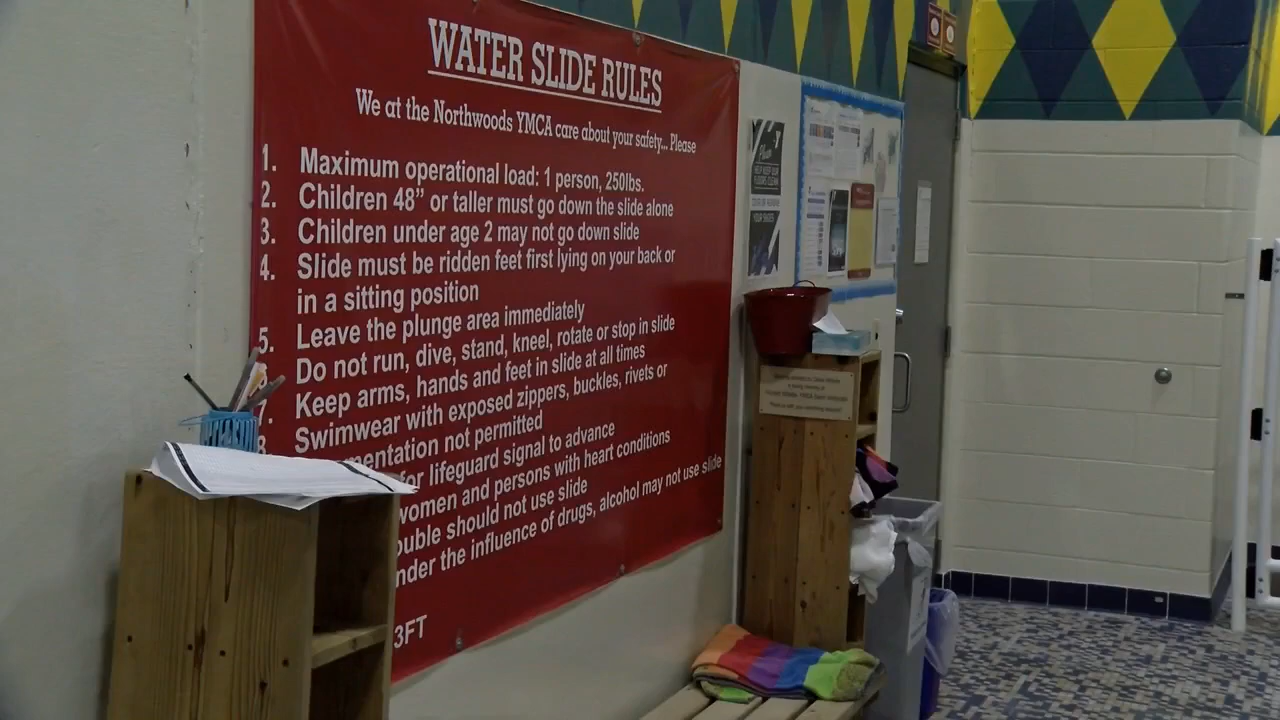 WATER SLIDE RULES
We at the Northwoods YMCA care about your safety... Please
1. Maximum operational load: 1 person, 250lbs.
2. Children 48” or taller must go down the slide alone
3. Children under age 2 may not go down slide
4. Slide must be ridden feet first lying on your back or
in a sitting position
5. Leave the plunge area immediately
Do not run, dive, stand, kneel, rotate or stop in slide
7. Keep arms, hands and feet in slide at all times
8. Swimwear with exposed zippers, buckles, rivets or
mentation not permitted
for lifeguard signal to advance
women and persons with heart conditions
ouble should not use slide
nder the influence of drugs, alcohol may not use slide
3FT